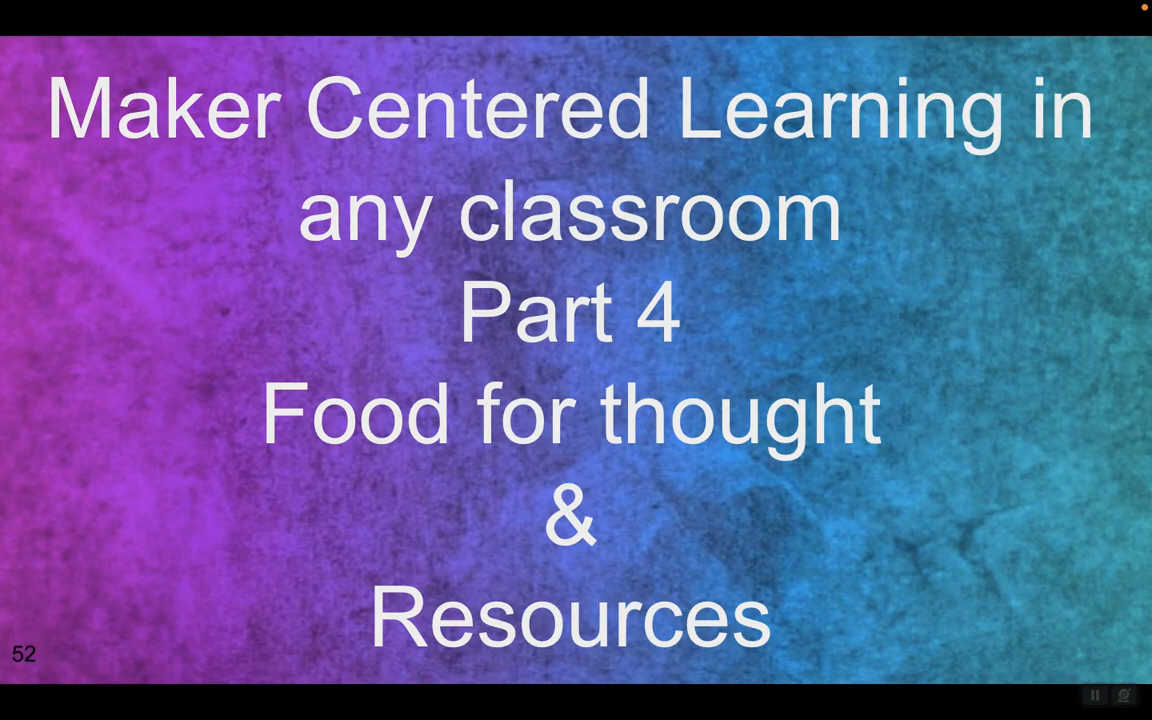 Maker Centered Learning in
any classroom
Part 4
Food for thought
&
Resources
52